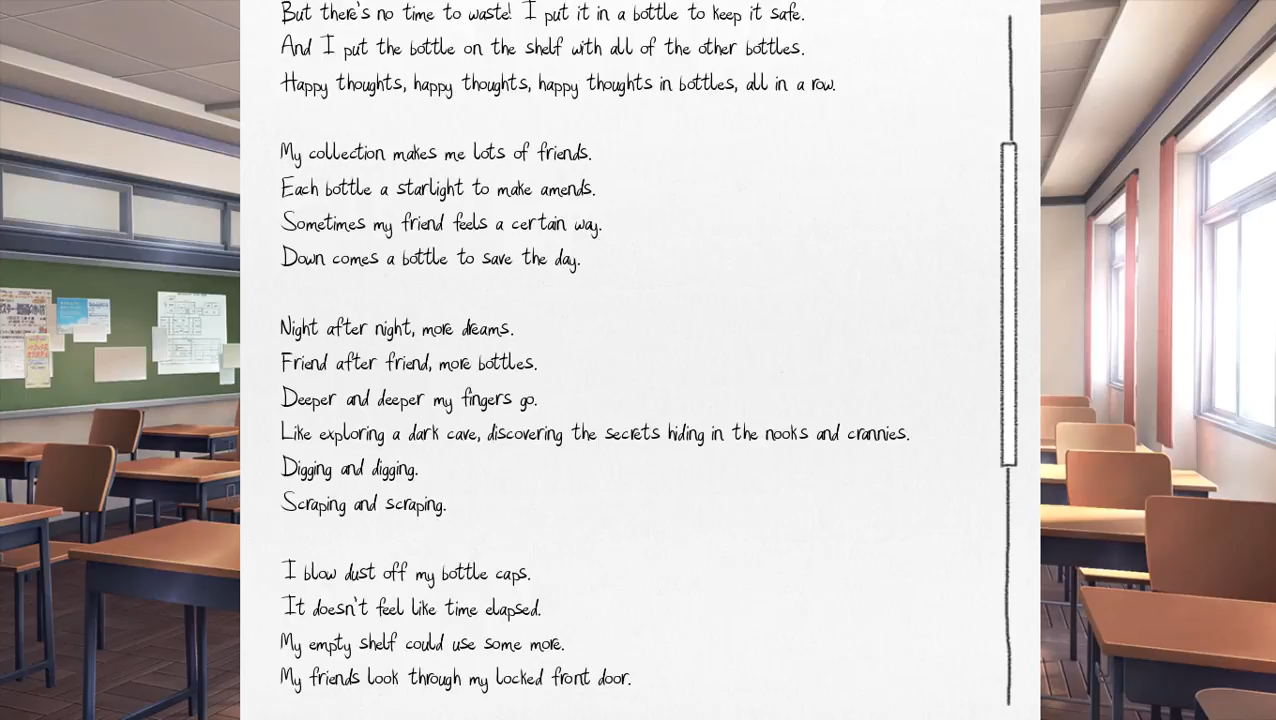 But there's no time to waste! I put it in a bottle to keep it safe.
And I put the bottle on the shelf with all of the other bottles.
Happy thoughts, happy thoughts, happy thoughts in bottles, all in a row.
My collection makes me lots of friends.
Each bottle a starlight to make amends.
Sometimes my friend feels a certain way.
Down comes a bottle to save the day.
Night after night, more dreams.
Friend after friend, more bottles.
Deeper and deeper my fingers go.
Like exploring a dark cave, discovering the secrets hiding in the nooks and crannies.
Digging and digging.
Scraping and scraping.
I blow dust off my bottle caps.
It doesn't feel like time elapsed.
My empty shelf could use some more.
My friends look through my locked front door.